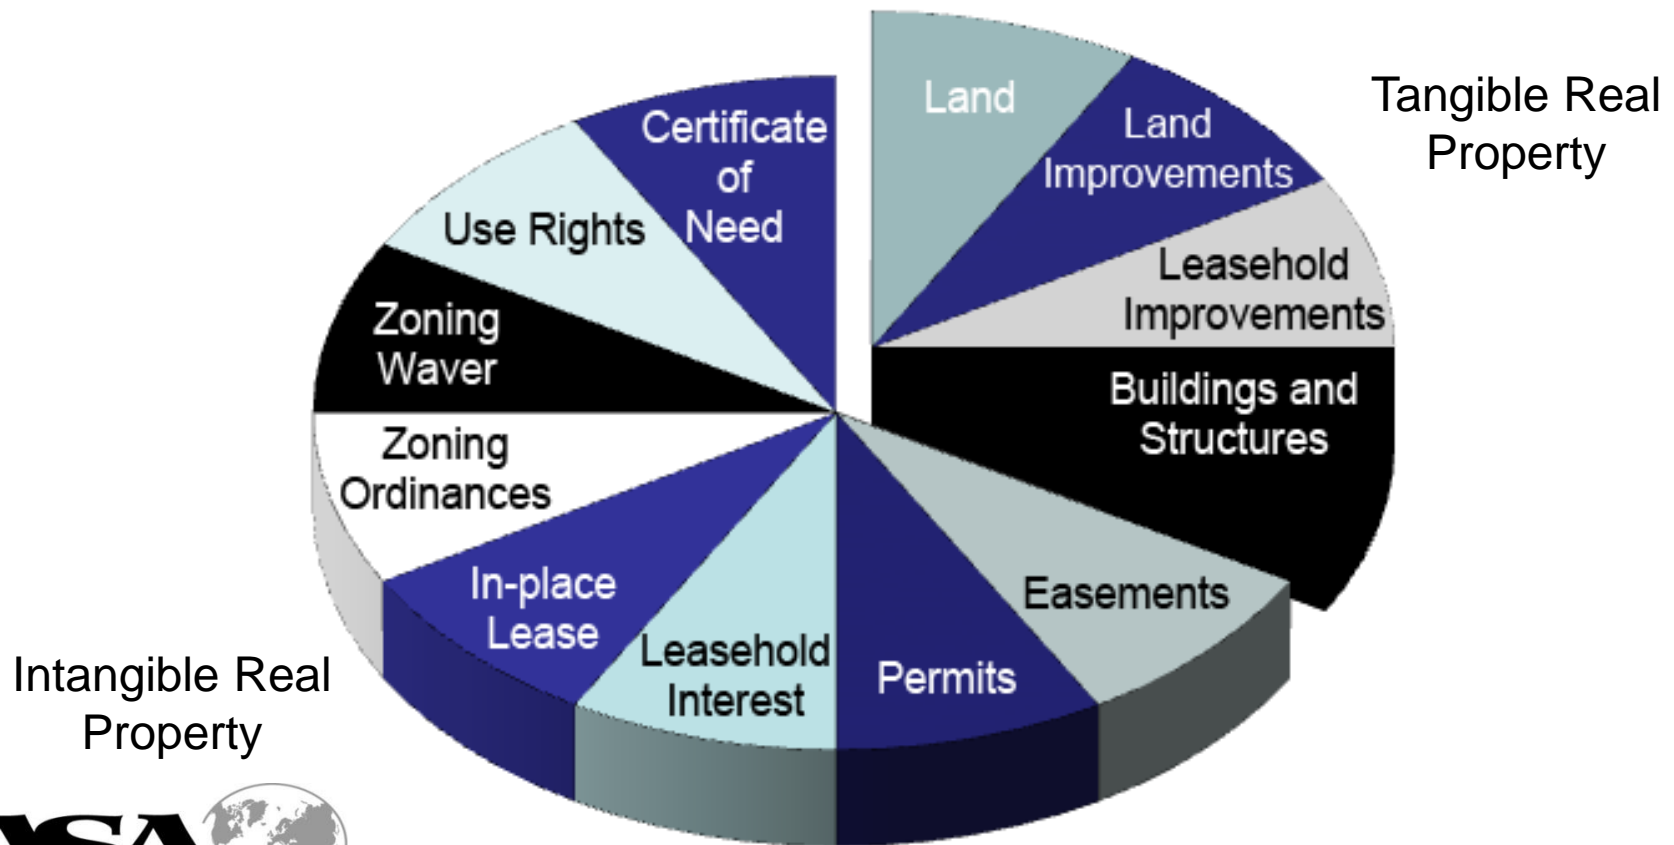 Land
Land
Improvements
Tangible Real
Property
Leasehold
Improvements
Buildings and
Structures
Easements
Permits
Leasehold
Interest
In-place
Lease
Zoning
Ordinances
Zoning
Waver
Use Rights
Certificate
of
Need
Intangible Real
Property